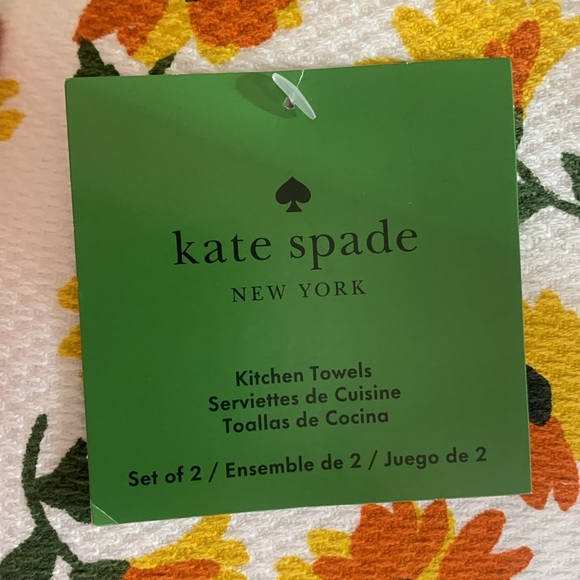 kate spade
NEW YORK
Kitchen Towels
Serviettes de Cuisine
Toallas de Cocina
Set of 2 / Ensemble de 2 / Juego de 2